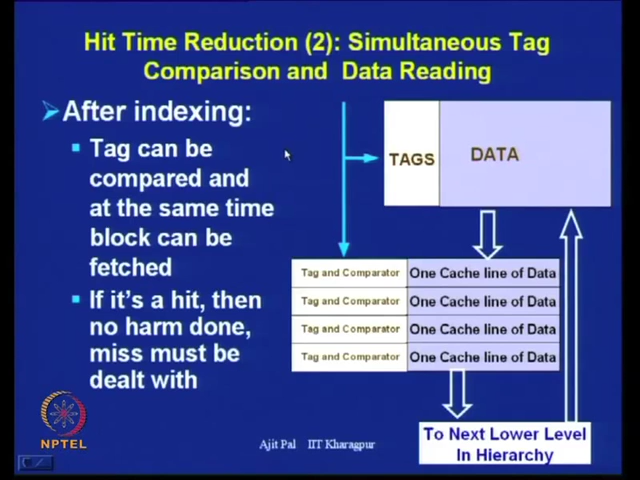 Hit Time Reduction (2): Simultaneous Tag
Comparison and Data Reading
After indexing:
Tag can be
compared and
at the same time
block can be
fetched
If it's a hit, then
no harm done,
miss must be
dealt with
TAGS
DATA
Tag and Comparator One Cache line of Data
Tag and Comparator One Cache line of Data
Tag and Comparator One Cache line of Data
Tag and Comparator One Cache line of Data
To Next Lower Level
In Hierarchy
NPTEL
Ajit Pal IIT Kharagpur